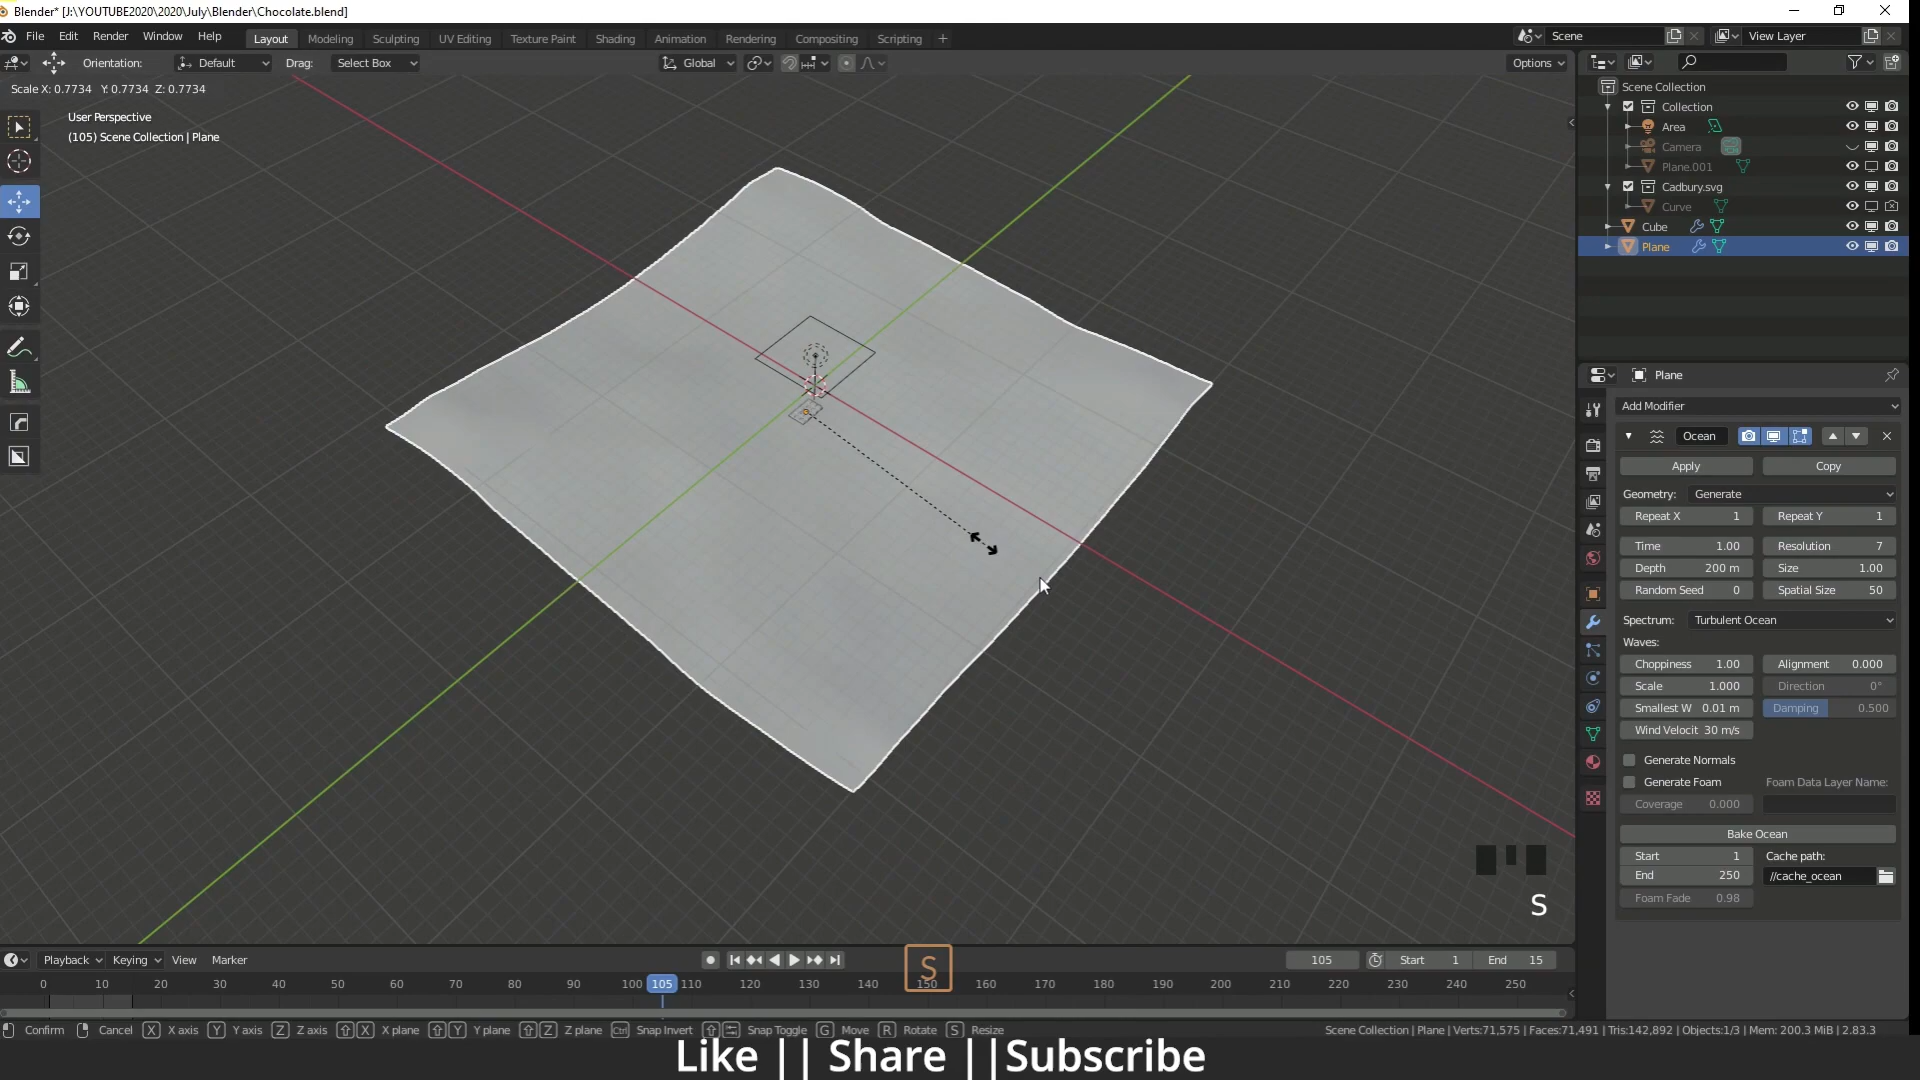 Blender* [J:\YOUTUBE2020\2020\July\Blender\Chocolate.blend]
File Edit Render Window Help Layout Modeling Sculpting UV Editing Texture Paint Shading Animation Rendering Compositing Scripting + Scene View Layer
Orientation: Default Drag: Select Box Global Options
Scale X: 0.7734 Y: 0.7734 Z: 0.7734
User Perspective
(105) Scene Collection | Plane
Scene Collection
Collection
Area
Camera
Plane.001
Cadbury.svg
Curve
Cube
Plane
Plane
Add Modifier
Ocean
Apply Copy
Geometry: Generate
Repeat X 1 Repeat Y 1
Time 1.00 Resolution 7
Depth 200 m Size 1.00
Random Seed 0 Spatial Size 50
Spectrum: Turbulent Ocean
Waves:
Choppiness 1.00 Alignment 0.000
Scale 1.000 Direction 0°
Smallest W 0.01 m Damping 0.500
Wind Velocit 30 m/s
Generate Normals
Generate Foam Foam Data Layer Name:
Coverage 0.000
Bake Ocean
Start 1 Cache path:
End 250 //cache_ocean
Foam Fade 0.98
S
Playback Keying View Marker 105 Start 1 End 15
S
0 10 20 30 40 50 60 70 80 90 100 105 110 120 130 140 150 160 170 180 190 200 210 220 230 240 250
Confirm Cancel X X axis Y Y axis Z Z axis X X plane Y Y plane Z Z plane Ctrl Snap Invert Snap Toggle G Move R Rotate S Resize Scene Collection | Plane | Verts:71,575 | Faces:71,491 | Tris:142,892 | Objects:1/3 | Mem: 200.3 MiB | 2.83.3
Like || Share ||Subscribe